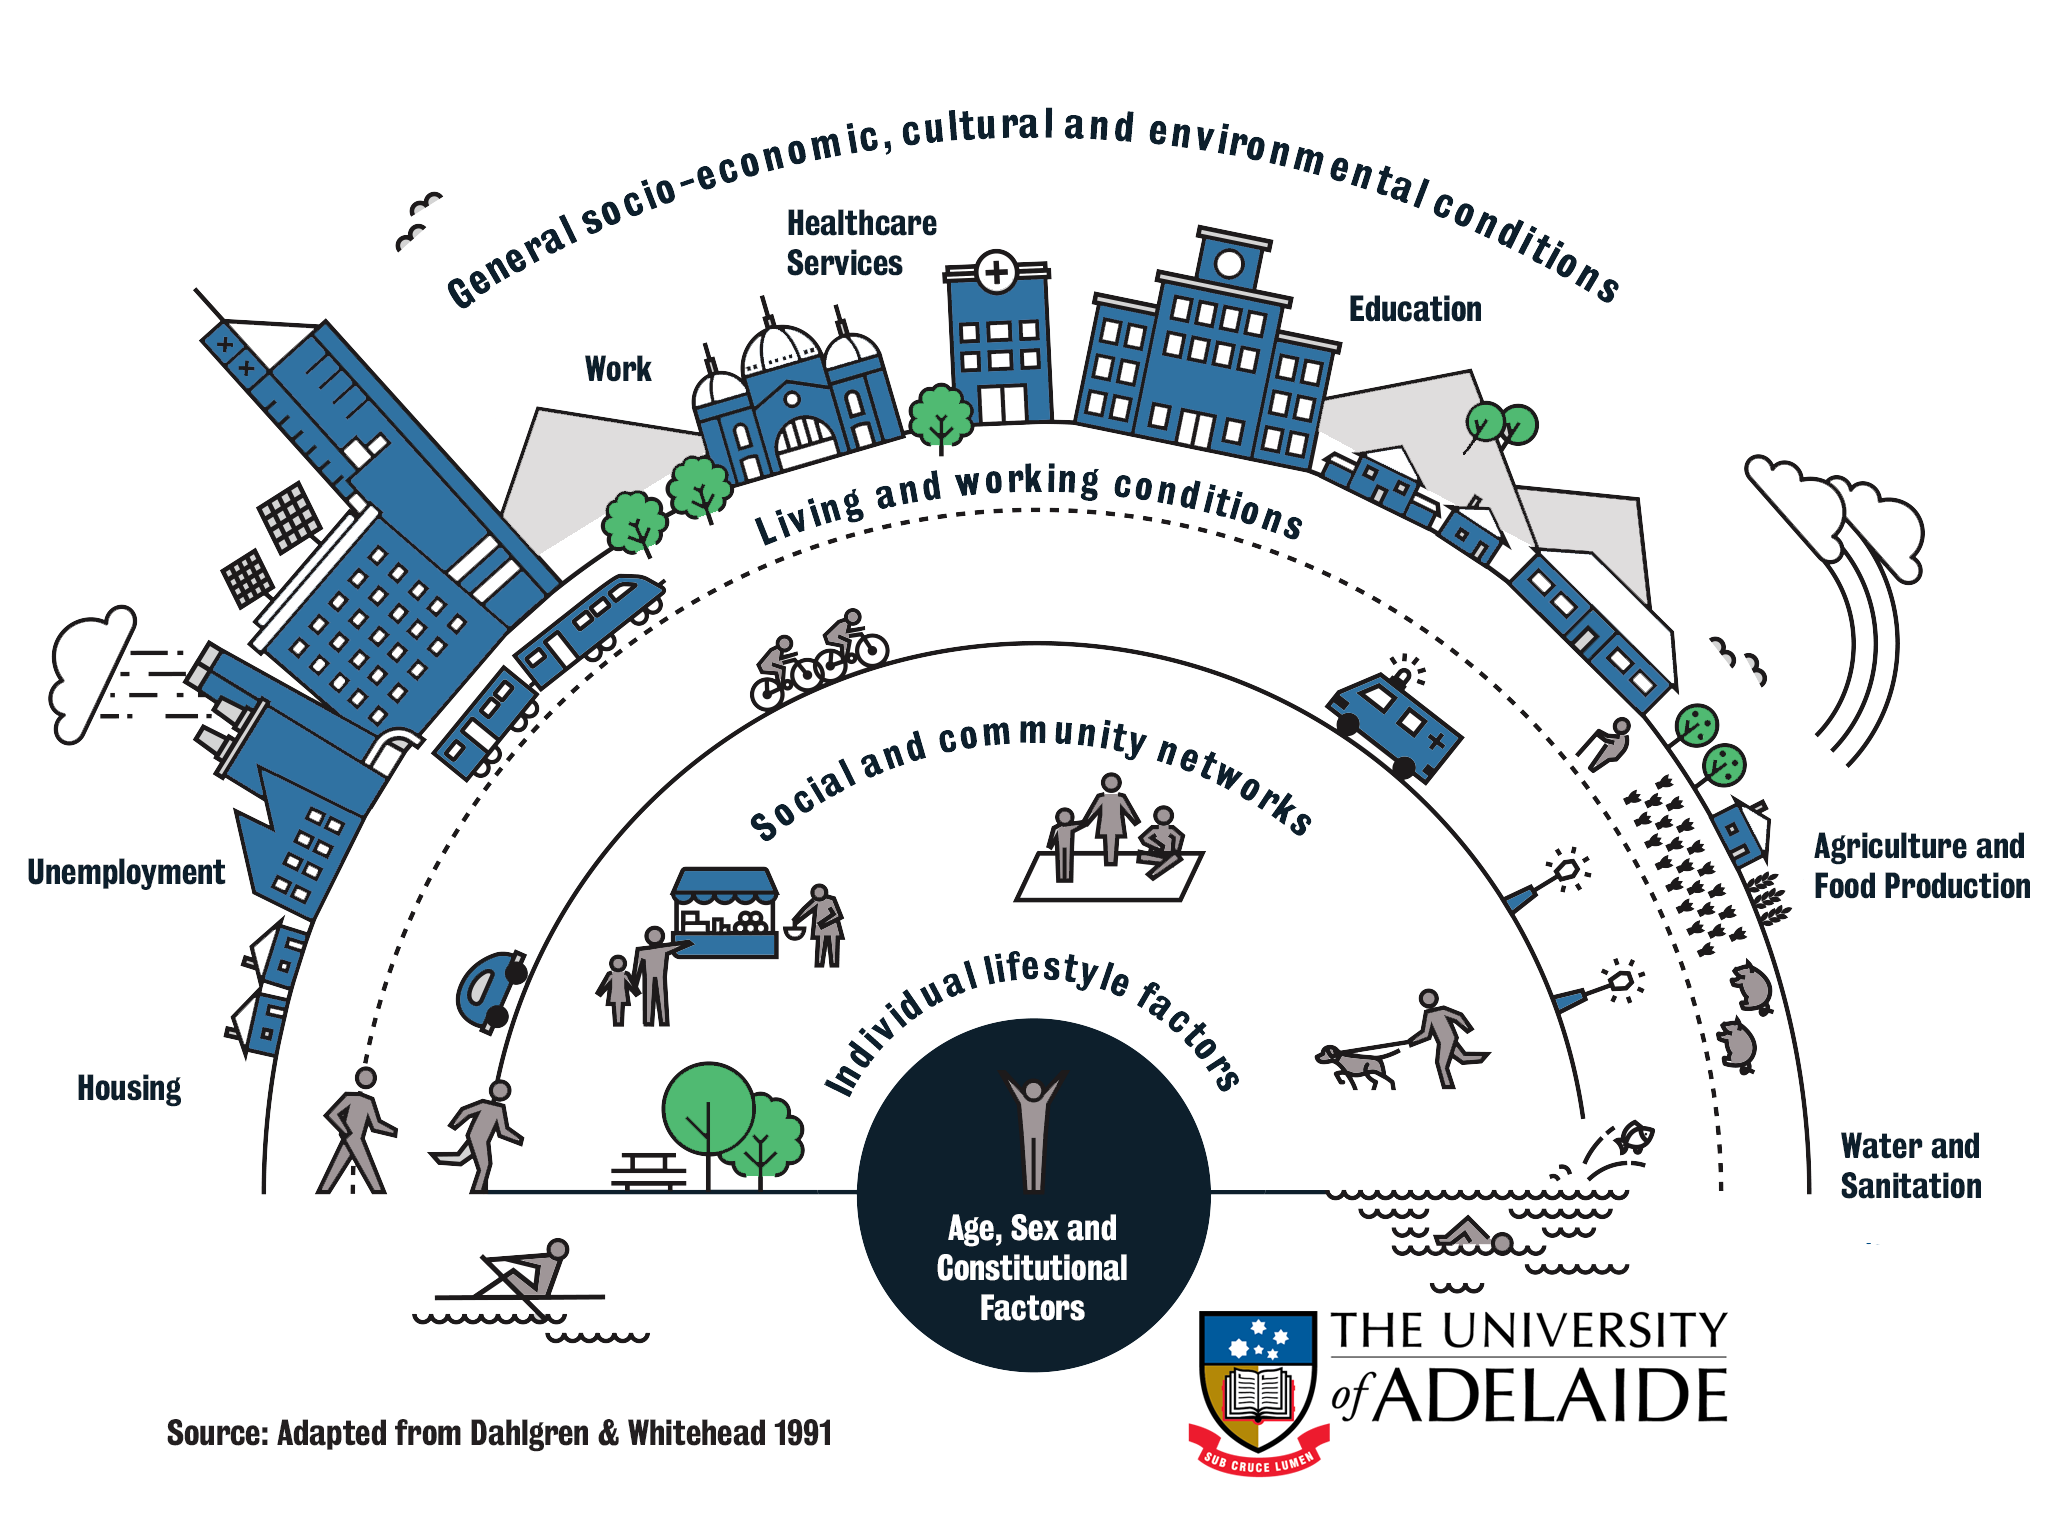 General socio-economic, cultural and environmental conditions
Healthcare
Services
Education
Work
Living and working conditions
Social and community networks
Unemployment
Agriculture and
Food Production
Individual lifestyle factors
Housing
Water and
Sanitation
Age, Sex and
Constitutional
Factors
THE UNIVERSITY
of ADELAIDE
SUB CRUCE LUMEN
Source: Adapted from Dahlgren & Whitehead 1991